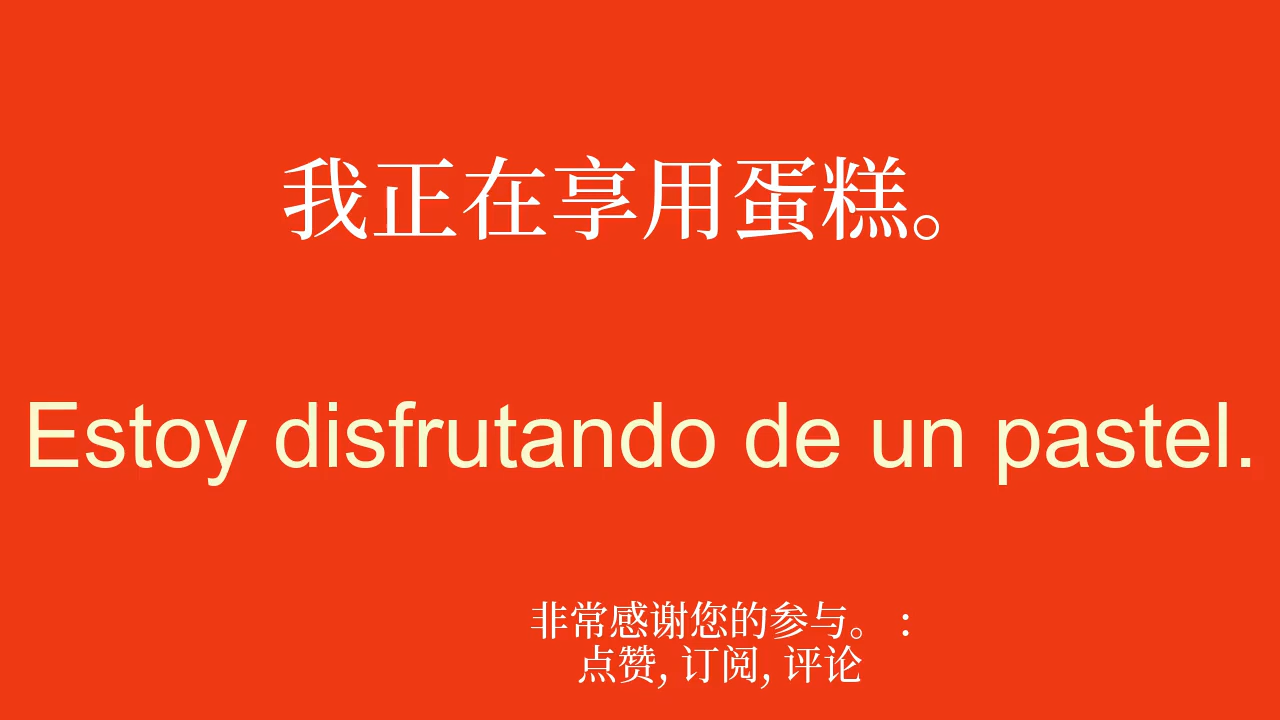 我正在享用蛋糕。
Estoy disfrutando de un pastel.
非常感谢您的参与。 :
点赞, 订阅, 评论